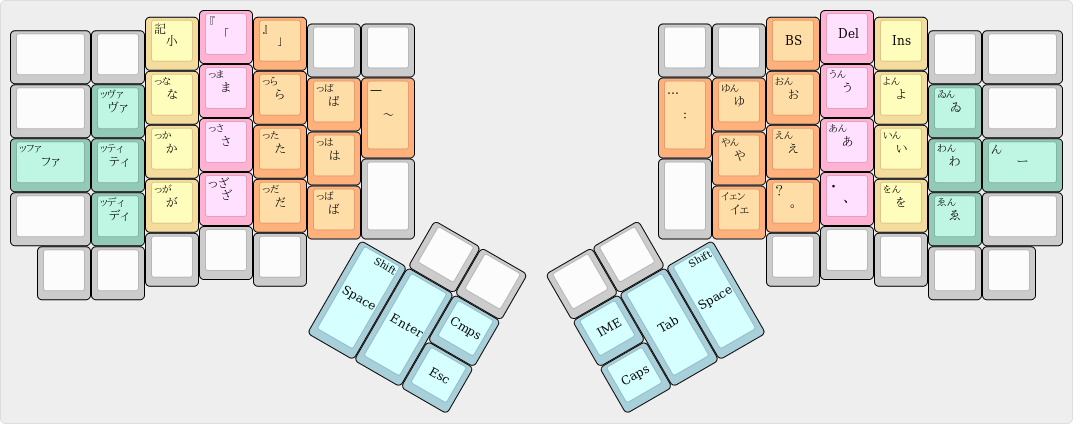 記
小
『
「
』
」
BS
Del
Ins
ッヴァ
ヴァ
っな
な
っま
ま
っら
ら
っぱ
ぱ
—
～
…
：
ゆん
ゆ
おん
お
うん
う
よん
よ
ゐん
ゐ
ッファ
ファ
ッティ
ティ
っか
か
っさ
さ
った
た
っは
は
やん
や
えん
え
あん
あ
いん
い
わん
わ
ん
ー
ッディ
ディ
っが
が
っざ
ざ
っだ
だ
っば
ば
イェン
イェ
?
。
・
、
をん
を
ゑん
ゑ
Shift
Space
Enter
Cmps
Esc
IME
Tab
Shift
Space
Caps